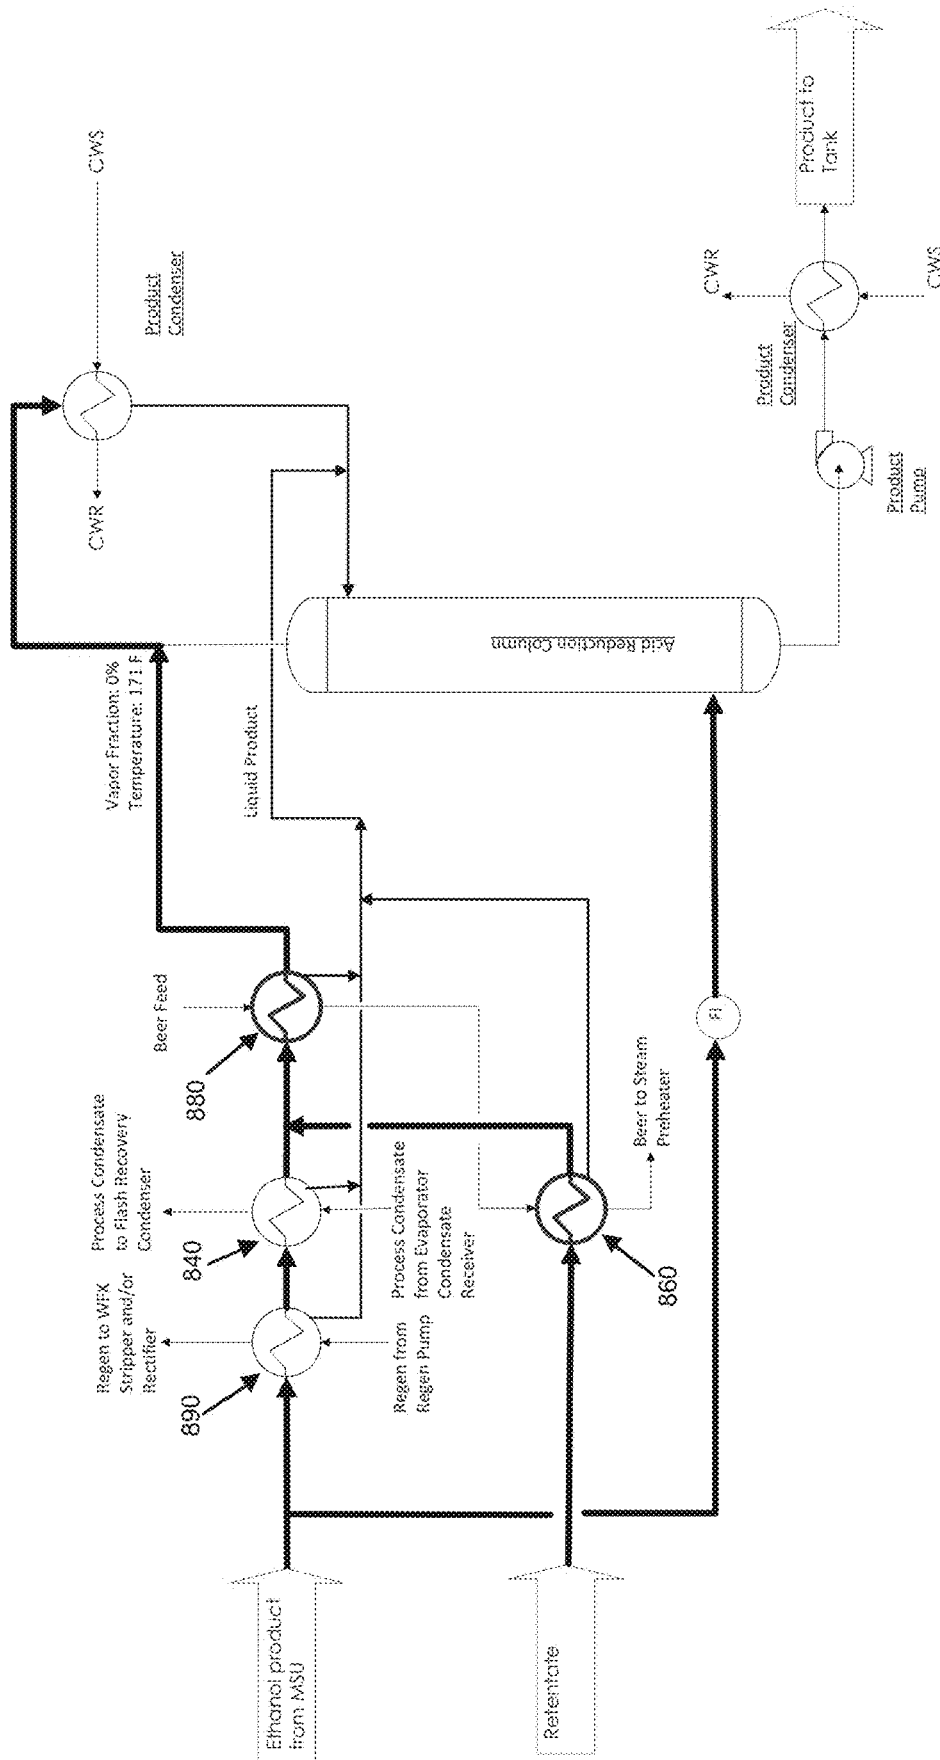 Ethanol product
from MSU
Retentate
890
Regen to WFX
Stripper and/or
Rectifier
Regen from
Regen Pump
840
Process Condensate
to Flash Recovery
Condenser
Process Condensate
from Evaporator
Condensate
Receiver
880
Beer Feed
860
Beer to Steam
Preheater
FI
Vapor Fraction: 0%
Temperature: 171 F
Liquid Product
Acid Reduction Column
CWR
CWS
Product
Condenser
Product
Pump
Product
Condenser
CWR
CWS
Product to
Tank